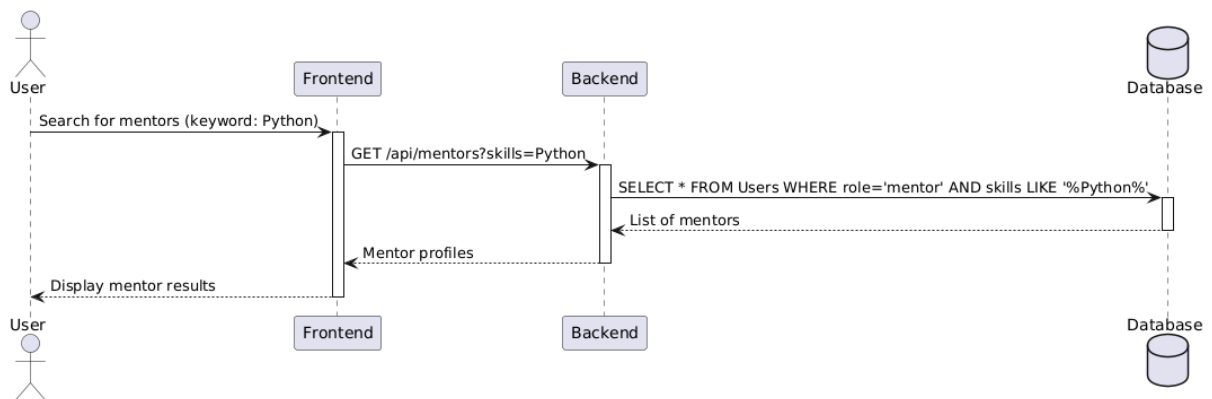 User
Frontend
Backend
Database
Search for mentors (keyword: Python)
GET /api/mentors?skills=Python
SELECT * FROM Users WHERE role='mentor' AND skills LIKE '%Python%'
List of mentors
Mentor profiles
Display mentor results
User
Frontend
Backend
Database